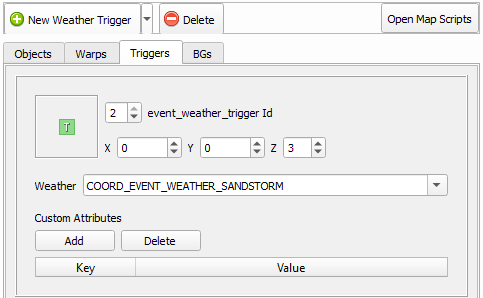 New Weather Trigger Delete Open Map Scripts
Objects Warps Triggers BGs
T 2 event_weather_trigger Id
X 0 Y 0 Z 3
Weather COORD_EVENT_WEATHER_SANDSTORM
Custom Attributes
Add Delete
Key Value